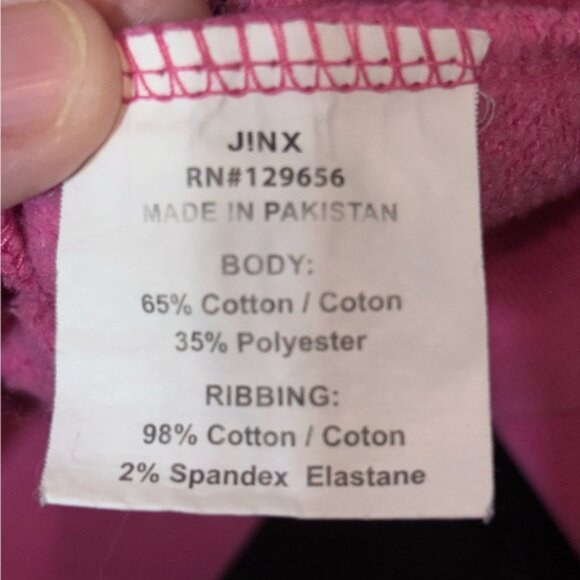 J!NX
RN#129656
MADE IN PAKISTAN
BODY:
65% Cotton / Coton
35% Polyester
RIBBING:
98% Cotton / Coton
2% Spandex Elastane